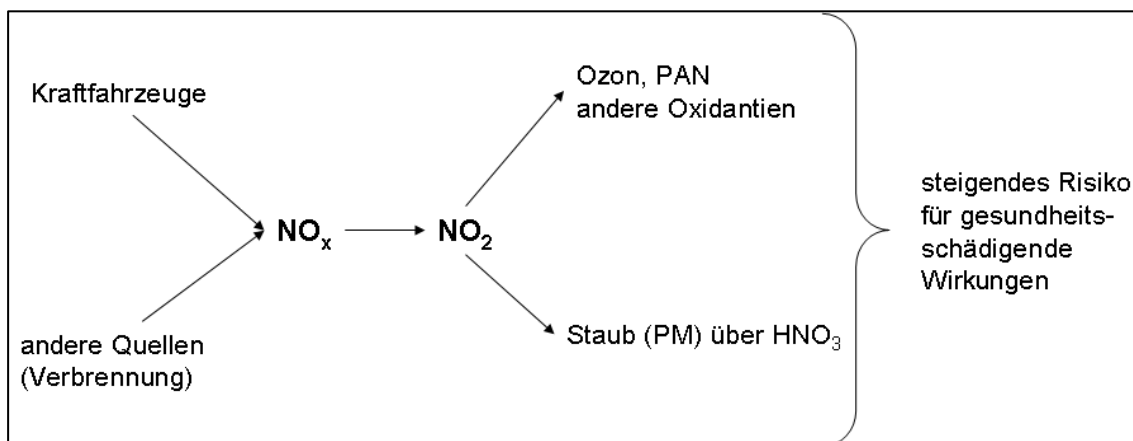 Kraftfahrzeuge
andere Quellen
(Verbrennung)
NOₓ
NO₂
Ozon, PAN
andere Oxidantien
Staub (PM) über HNO₃
steigendes Risiko
für gesundheits-
schädigende
Wirkungen